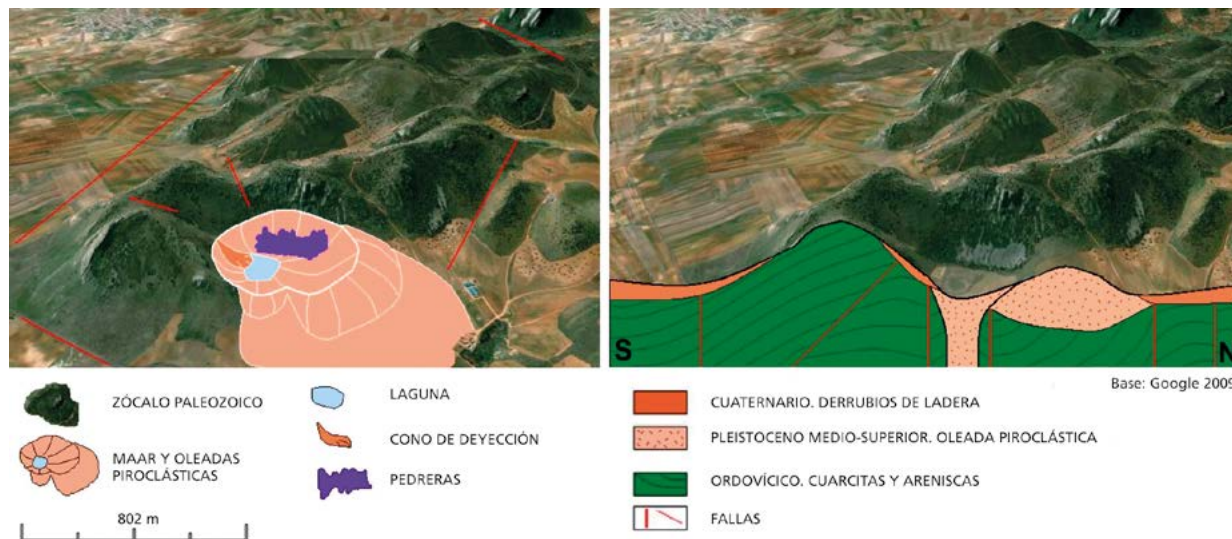 S
N
Base: Google 2009
ZÓCALO PALEOZOICO
MAAR Y OLEADAS
PIROCLÁSTICAS
802 m
LAGUNA
CONO DE DEYECCIÓN
PEDRERAS
CUATERNARIO. DERRUBIOS DE LADERA
PLEISTOCENO MEDIO-SUPERIOR. OLEADA PIROCLÁSTICA
ORDOVÍCICO. CUARCITAS Y ARENISCAS
FALLAS